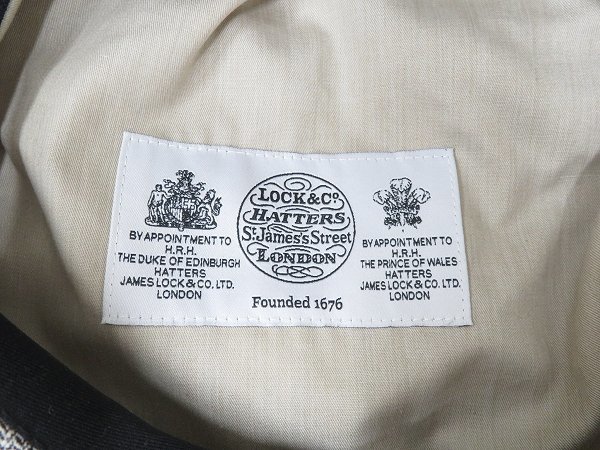 BY APPOINTMENT TO
H.R.H.
THE DUKE OF EDINBURGH
HATTERS
JAMES LOCK & CO. LTD.
LONDON
LOCK & Co.
HATTERS
St. James's Street
LONDON
Founded 1676
BY APPOINTMENT TO
H.R.H.
THE PRINCE OF WALES
HATTERS
JAMES LOCK & CO. LTD.
LONDON